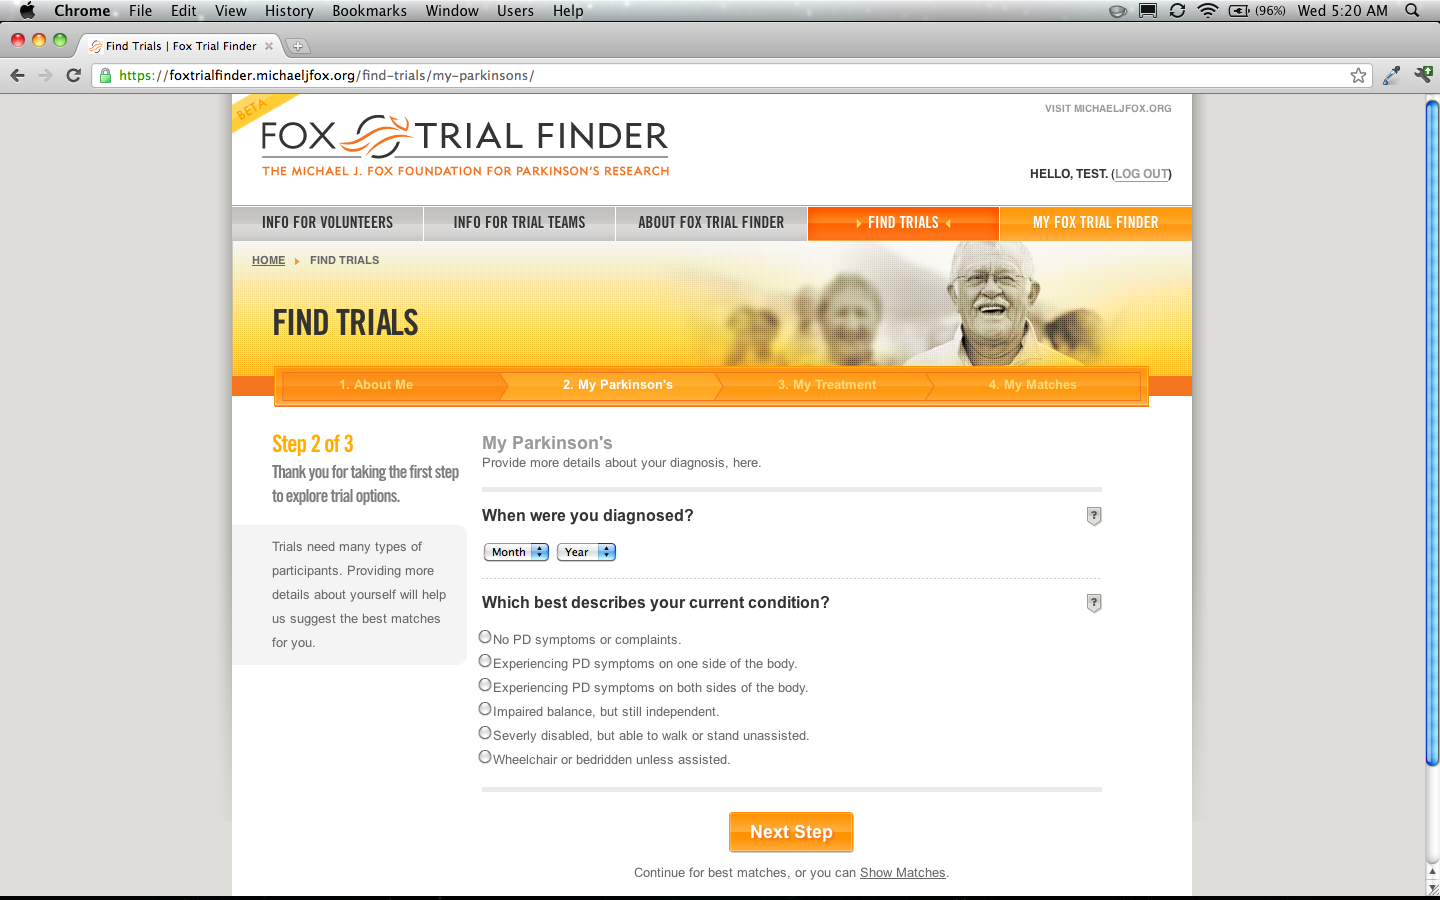 Chrome File Edit View History Bookmarks Window Users Help (96%) Wed 5:20 AM
Find Trials | Fox Trial Finder
https://foxtrialfinder.michaeljfox.org/find-trials/my-parkinsons/
BETA
VISIT MICHAELJFOX.ORG
FOX TRIAL FINDER
THE MICHAEL J. FOX FOUNDATION FOR PARKINSON'S RESEARCH
HELLO, TEST. (LOG OUT)
INFO FOR VOLUNTEERS INFO FOR TRIAL TEAMS ABOUT FOX TRIAL FINDER FIND TRIALS MY FOX TRIAL FINDER
HOME FIND TRIALS
FIND TRIALS
1. About Me 2. My Parkinson's 3. My Treatment 4. My Matches
Step 2 of 3
Thank you for taking the first step
to explore trial options.
Trials need many types of
participants. Providing more
details about yourself will help
us suggest the best matches
for you.
My Parkinson's
Provide more details about your diagnosis, here.
When were you diagnosed? ?
Month Year
Which best describes your current condition? ?
No PD symptoms or complaints.
Experiencing PD symptoms on one side of the body.
Experiencing PD symptoms on both sides of the body.
Impaired balance, but still independent.
Severly disabled, but able to walk or stand unassisted.
Wheelchair or bedridden unless assisted.
Next Step
Continue for best matches, or you can Show Matches.